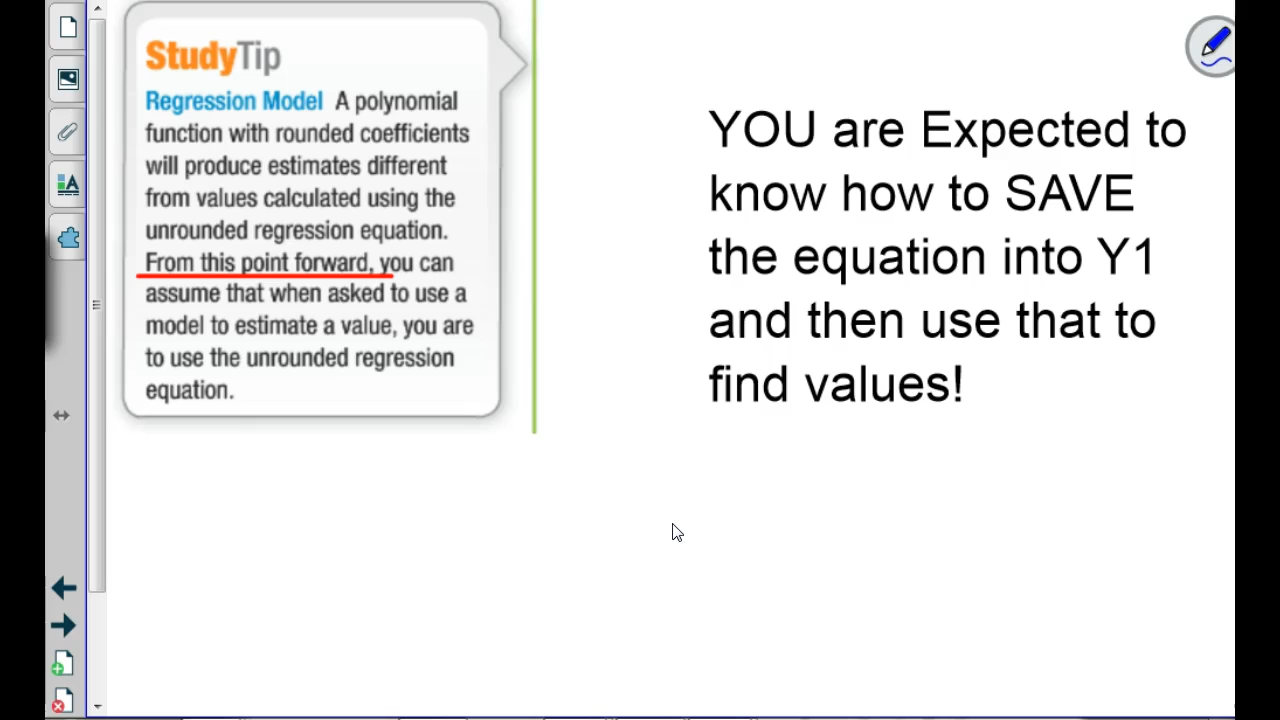 StudyTip
Regression Model A polynomial
function with rounded coefficients
will produce estimates different
from values calculated using the
unrounded regression equation.
From this point forward, you can
assume that when asked to use a
model to estimate a value, you are
to use the unrounded regression
equation.
YOU are Expected to
know how to SAVE
the equation into Y1
and then use that to
find values!